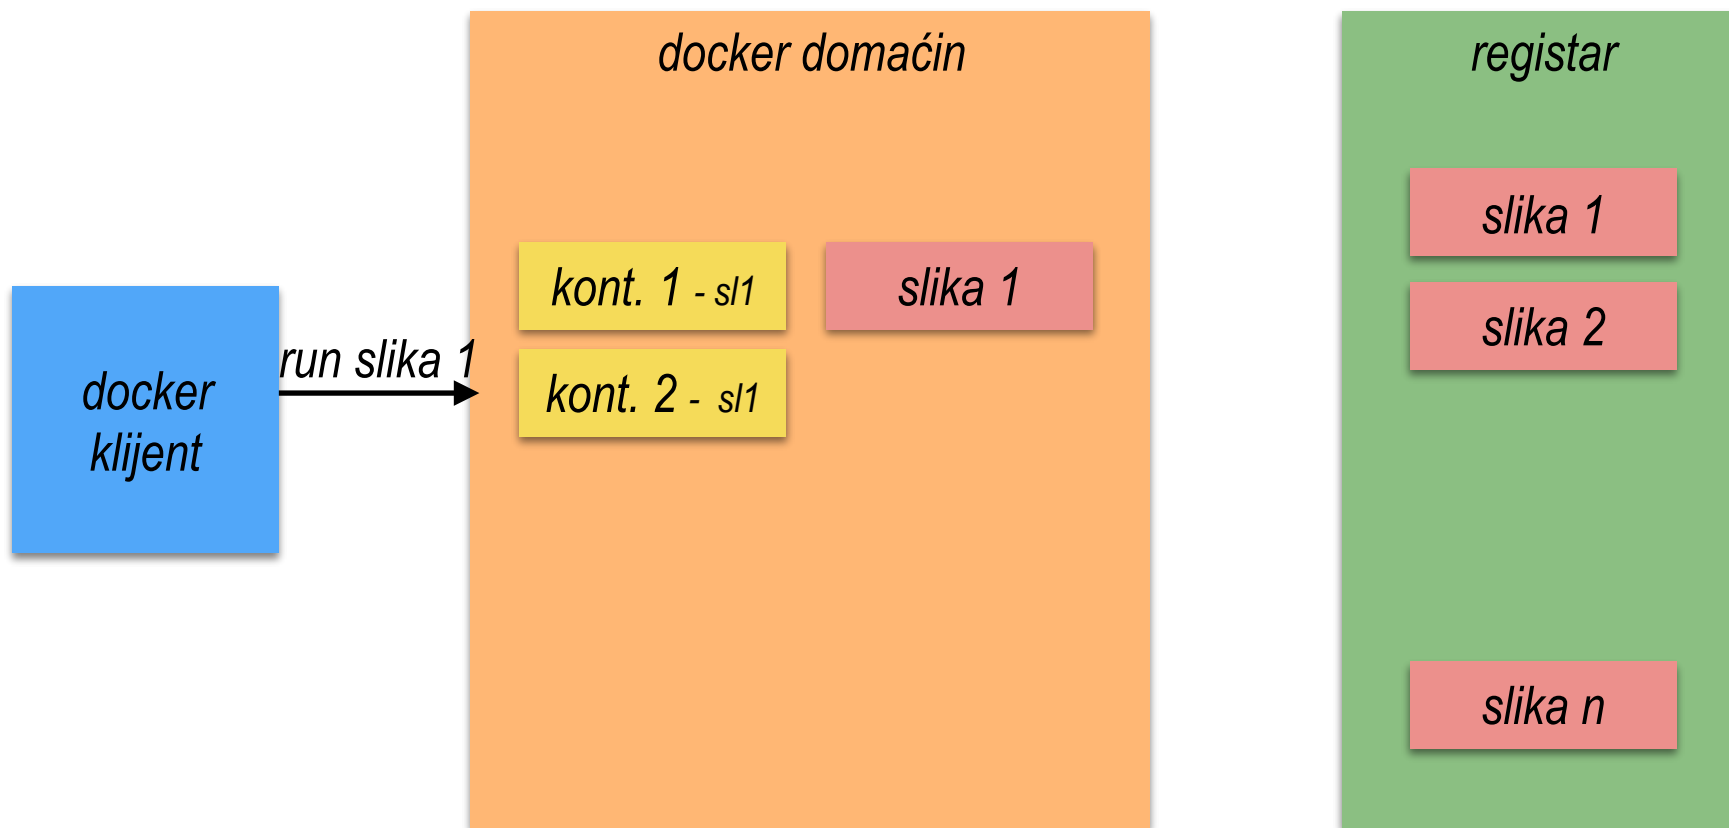 docker domaćin
registar
slika 1
kont. 1 - sl1
slika 1
slika 2
run slika 1
docker
klijent
kont. 2 - sl1
slika n